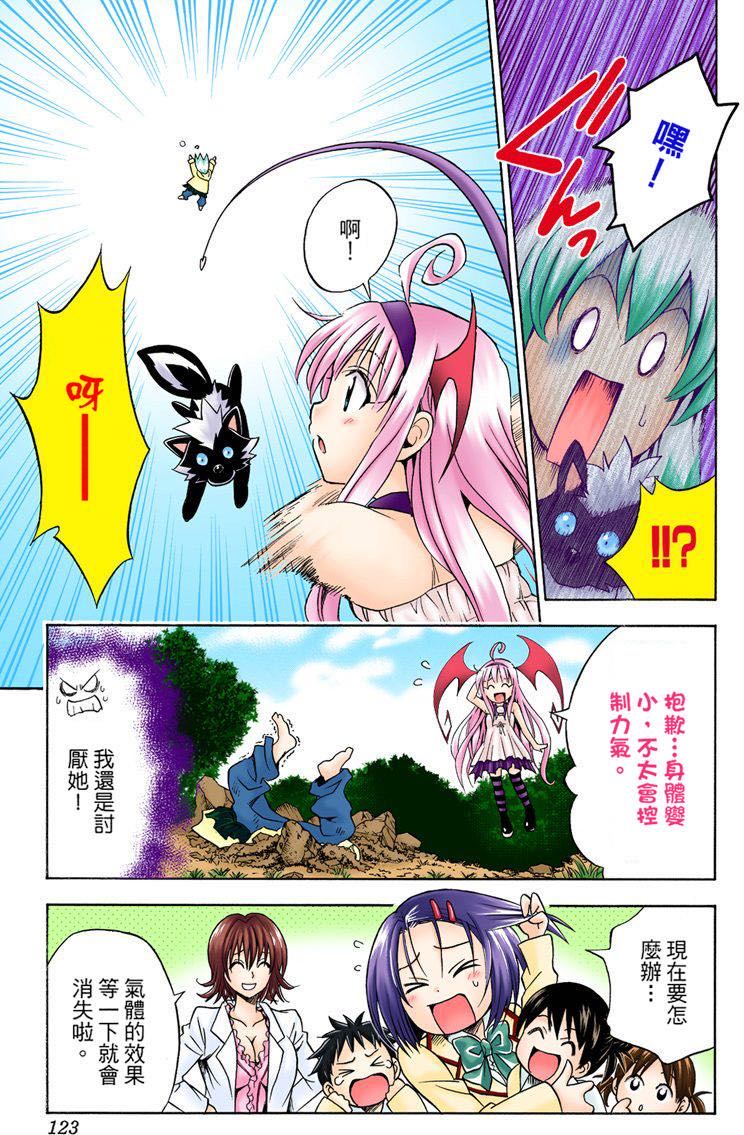 嘿！
ぐんっ
!!?
啊！
呀——
抱歉…身體變
小，不太會控
制力氣。
我還是討
厭她！
現在要怎
麼辦…
氣體的效果
等一下就會
消失啦。
123